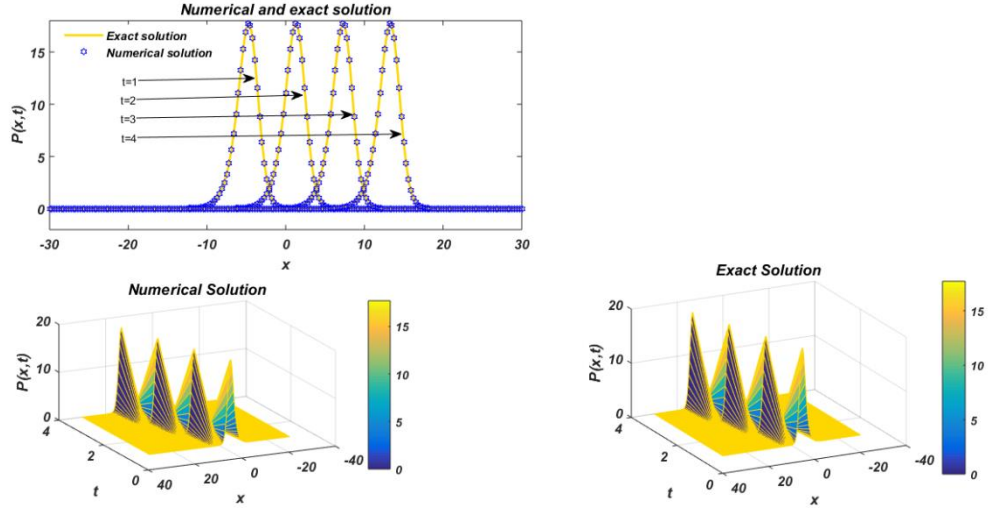 Numerical and exact solution
15
10
5
0
P(x,t)
Exact solution
Numerical solution
t=1
t=2
t=3
t=4
-30 -20 -10 0 10 20 30
x
Numerical Solution
20
10
0
P(x,t)
4
2
0
t
40 20 0 -20 -40
x
15
10
5
0
Exact Solution
20
10
0
P(x,t)
4
2
0
t
40 20 0 -20 -40
x
15
10
5
0